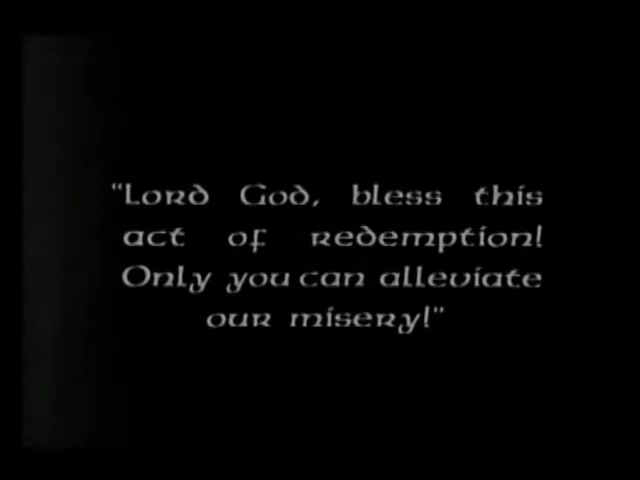 "Lord God, bless this
act of redemption!
Only you can alleviate
our misery!"